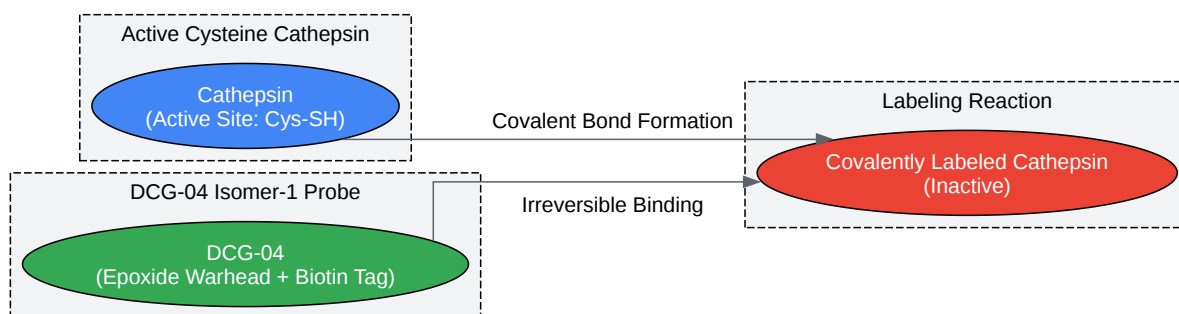 Active Cysteine Cathepsin
Cathepsin
(Active Site: Cys-SH)
Covalent Bond Formation
Labeling Reaction
Covalently Labeled Cathepsin
(Inactive)
DCG-04 Isomer-1 Probe
Irreversible Binding
DCG-04
(Epoxide Warhead + Biotin Tag)